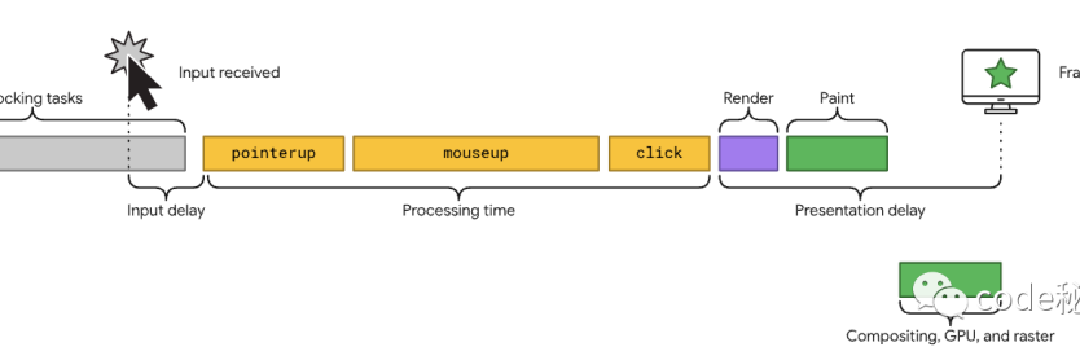 Input received
Fra
ocking tasks
Render
Paint
pointerup
mouseup
click
Input delay
Processing time
Presentation delay
code秘
Compositing, GPU, and raster